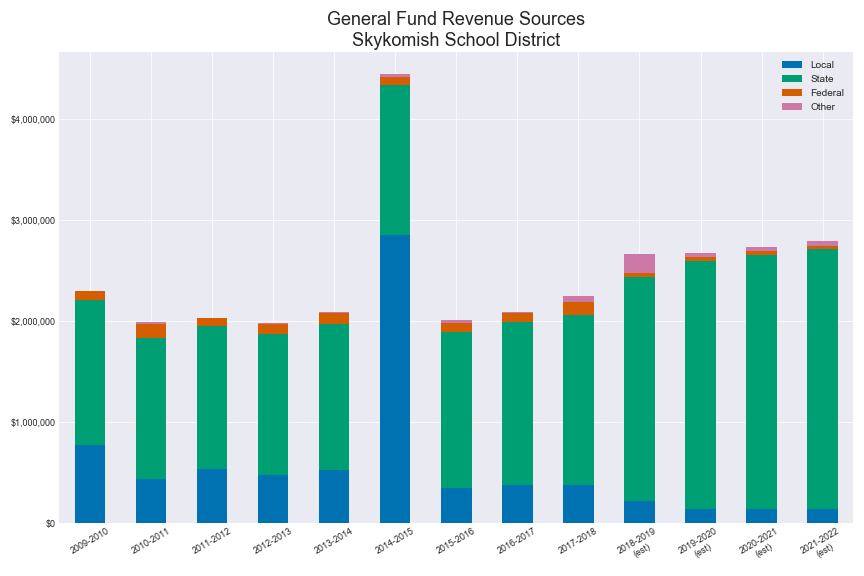 General Fund Revenue Sources
Skykomish School District
Local
State
Federal
Other
$4,000,000
$3,000,000
$2,000,000
$1,000,000
$0
2009-2010
2010-2011
2011-2012
2012-2013
2013-2014
2014-2015
2015-2016
2016-2017
2017-2018
2018-2019
(est)
2019-2020
(est)
2020-2021
(est)
2021-2022
(est)